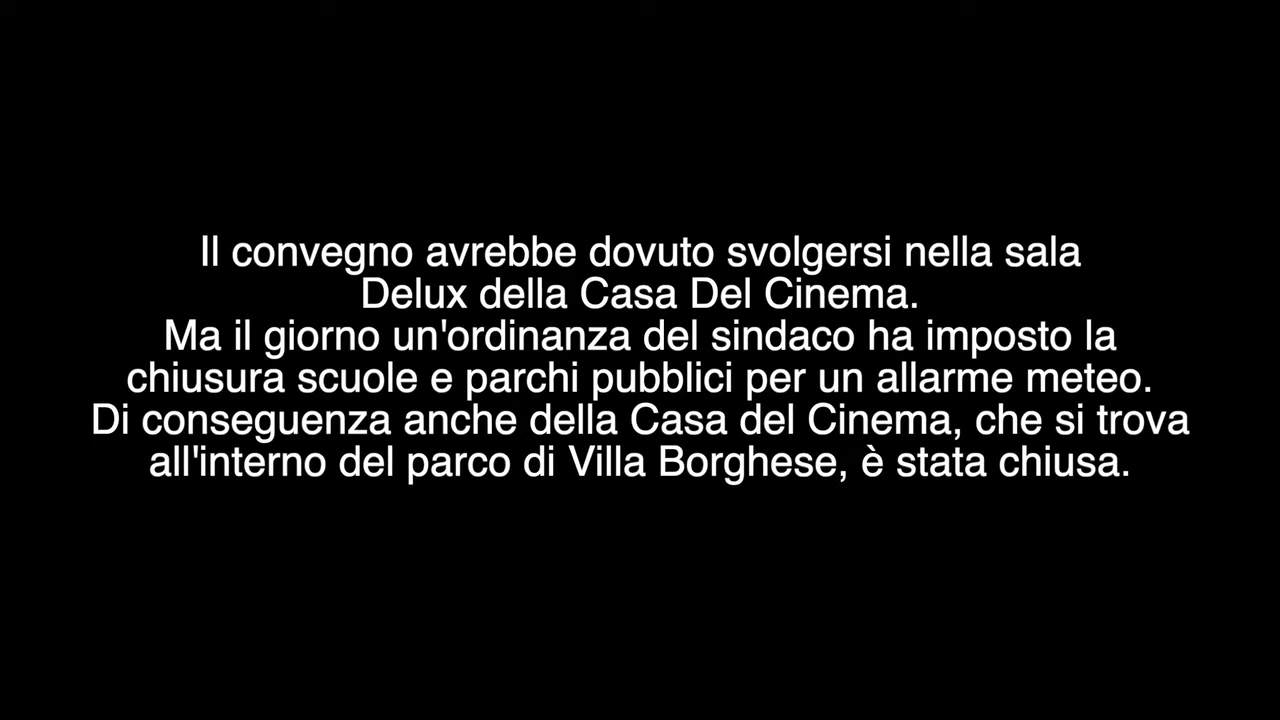 Il convegno avrebbe dovuto svolgersi nella sala
Delux della Casa Del Cinema.
Ma il giorno un'ordinanza del sindaco ha imposto la
chiusura scuole e parchi pubblici per un allarme meteo.
Di conseguenza anche della Casa del Cinema, che si trova
all'interno del parco di Villa Borghese, è stata chiusa.